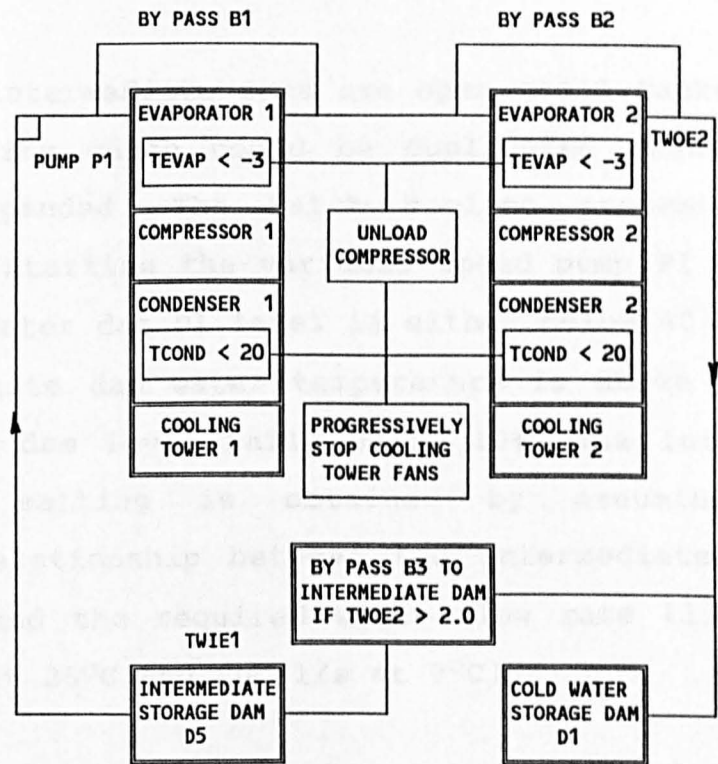 BY PASS B1
BY PASS B2
EVAPORATOR 1
EVAPORATOR 2
TWOE2
PUMP P1
TEVAP < -3
TEVAP < -3
COMPRESSOR 1
UNLOAD
COMPRESSOR
COMPRESSOR 2
CONDENSER 1
CONDENSER 2
TCOND < 20
TCOND < 20
COOLING
TOWER 1
PROGRESSIVELY
STOP COOLING
TOWER FANS
COOLING
TOWER 2
BY PASS B3 TO
INTERMEDIATE DAM
IF TWOE2 > 2.0
TWIE1
INTERMEDIATE
STORAGE DAM
D5
COLD WATER
STORAGE DAM
D1